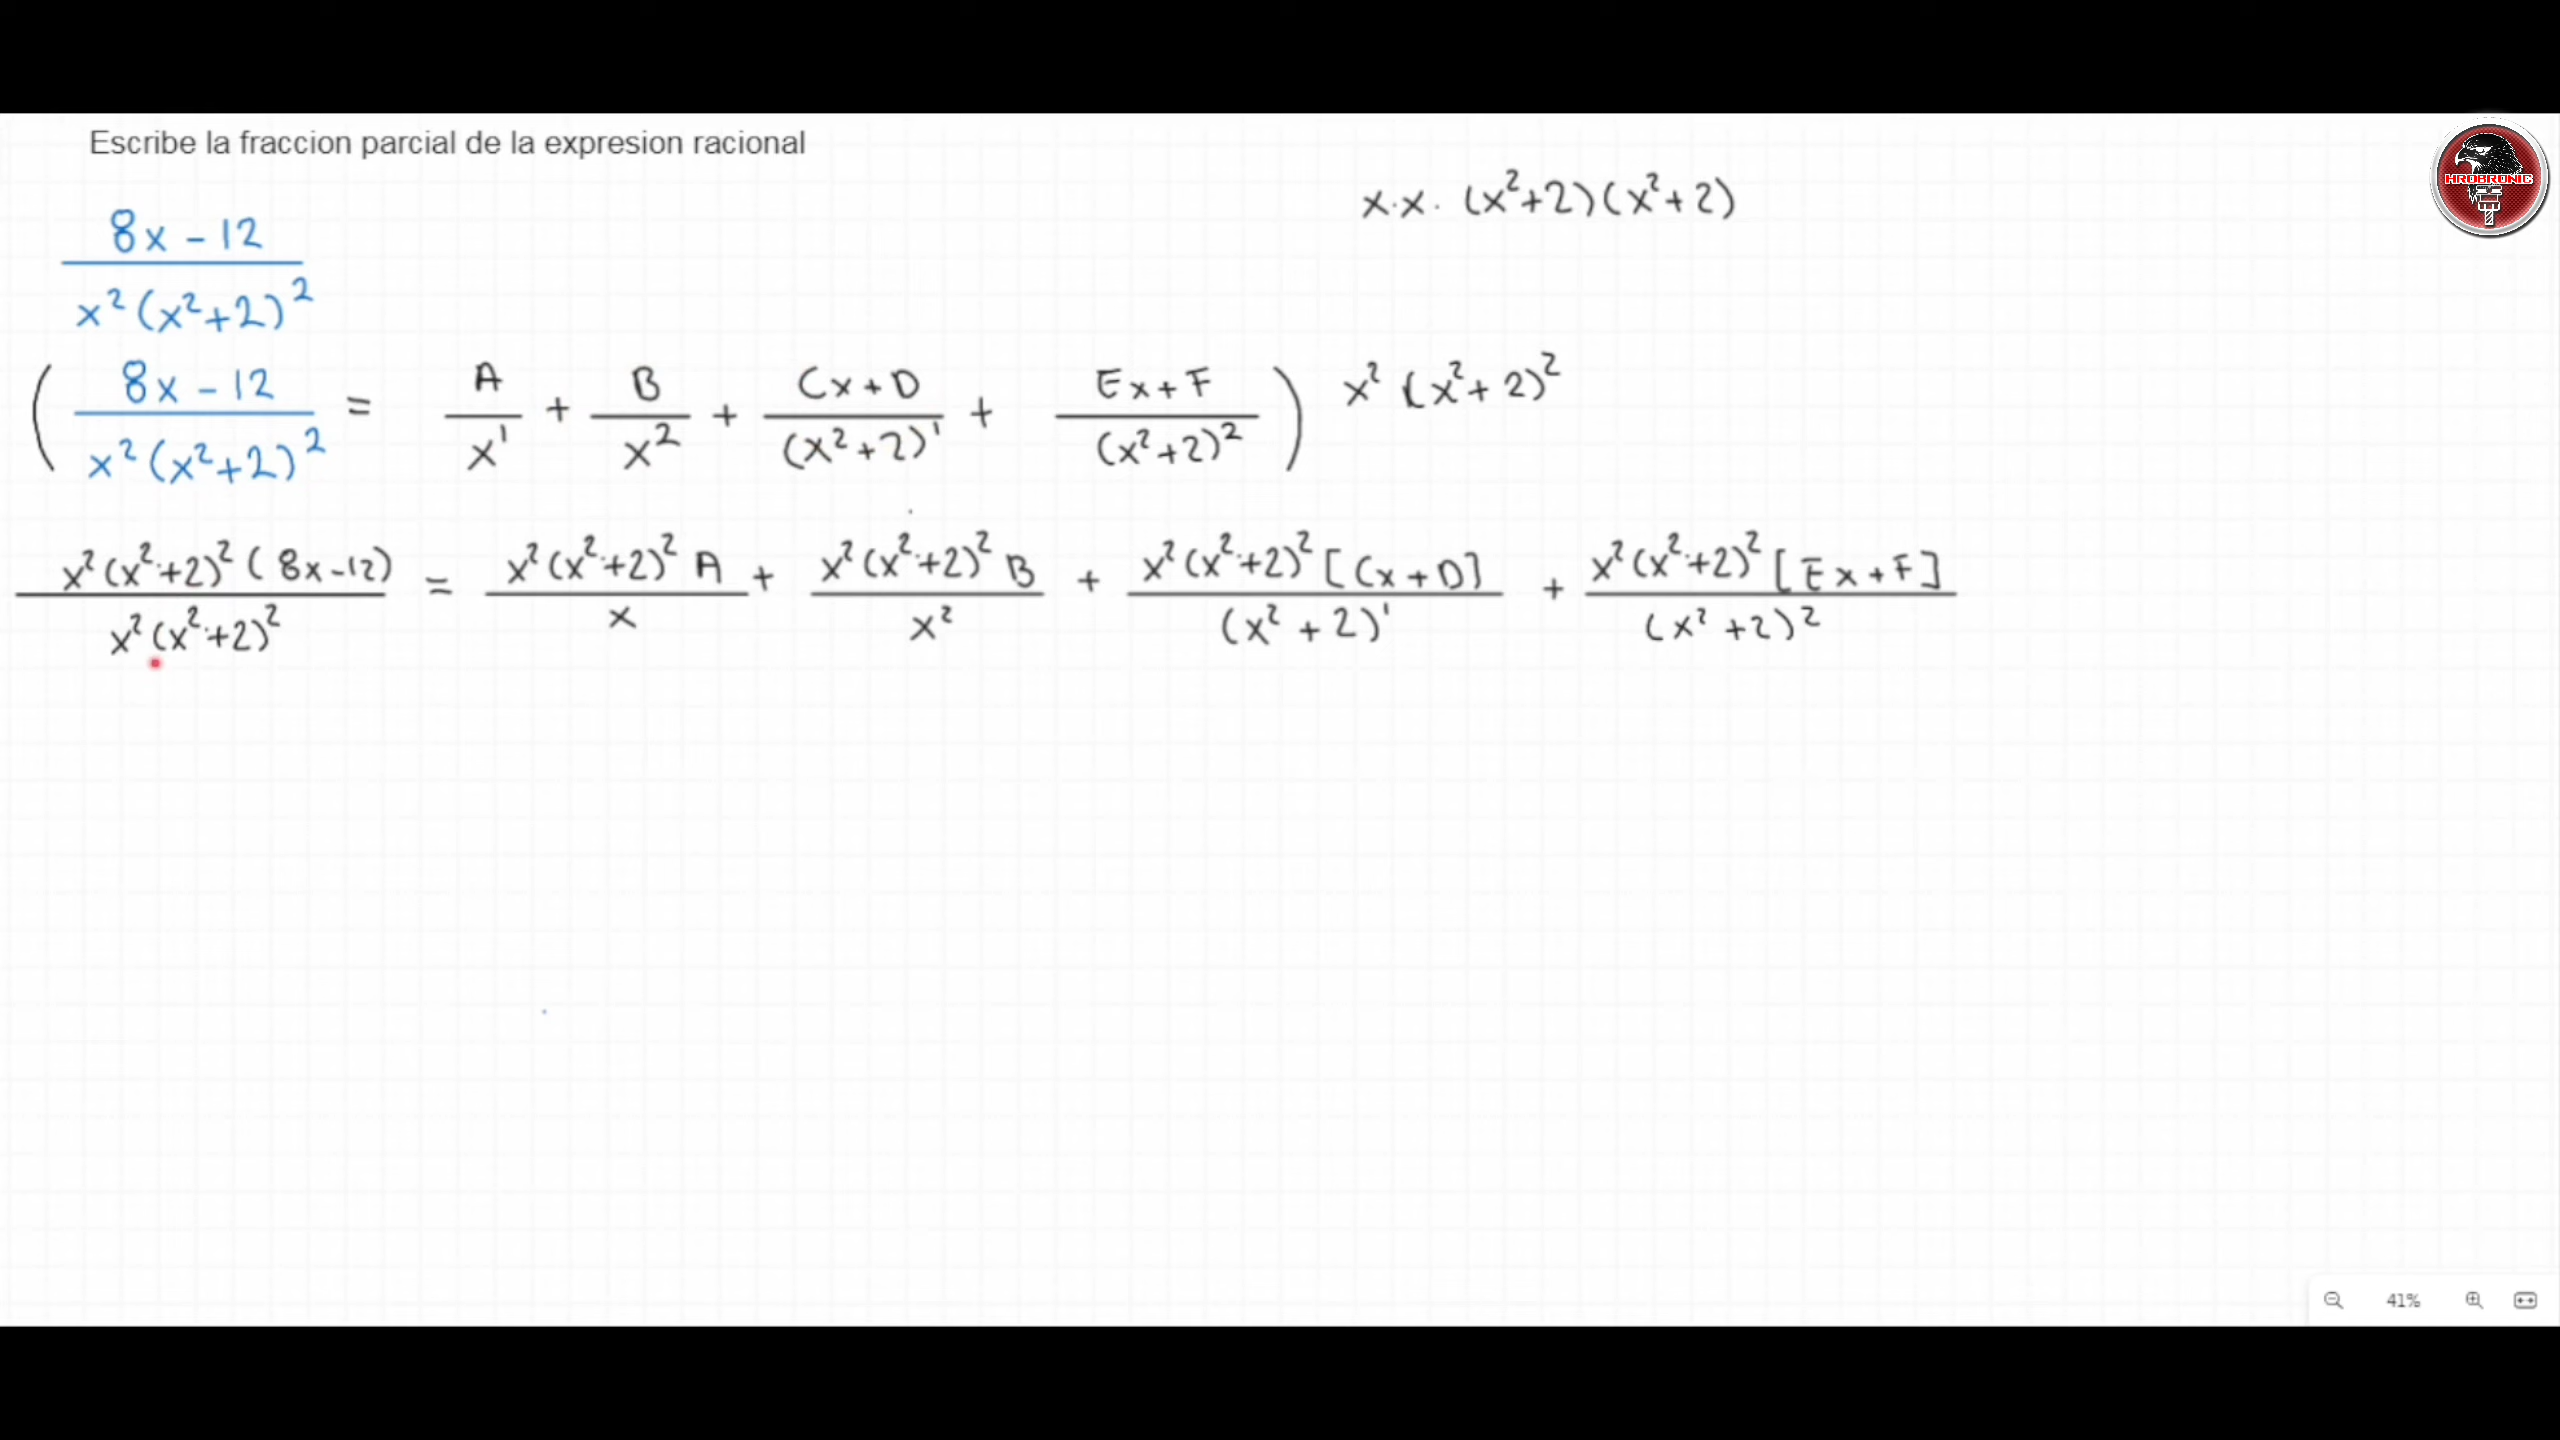 Escribe la fraccion parcial de la expresion racional
x·x· (x²+2)(x²+2)
HROBRONIC
8x - 12 / x²(x²+2)²
( 8x - 12 / x²(x²+2)² = A / x¹ + B / x² + Cx+D / (x²+2)¹ + Ex+F / (x²+2)² ) x² (x²+2)²
x²(x²+2)²(8x-12) / x²(x²+2)² = x²(x²+2)² A / x + x²(x²+2)² B / x² + x²(x²+2)² [Cx+D] / (x²+2)¹ + x²(x²+2)² [Ex+F] / (x²+2)²
41%